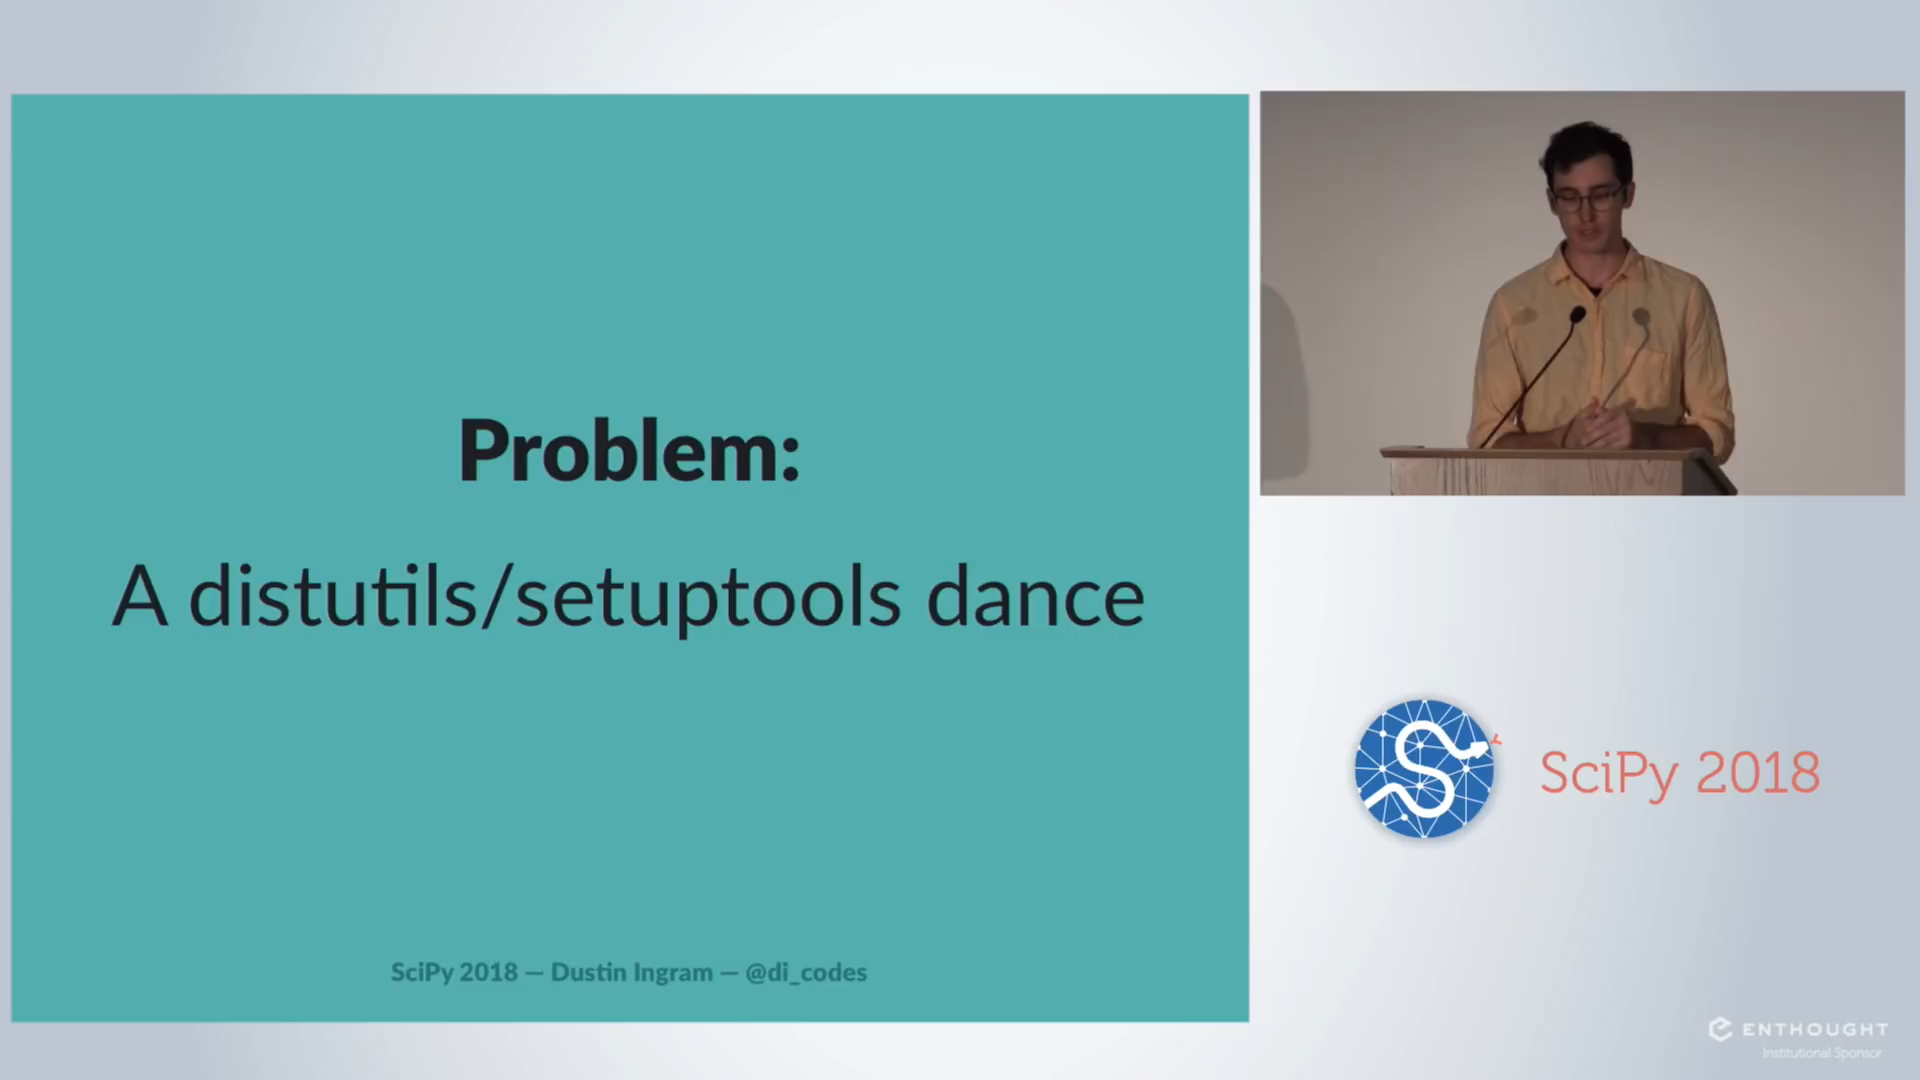 Problem:
A distutils/setuptools dance
SciPy 2018 — Dustin Ingram — @di_codes
SciPy 2018
ENTHOUGHT
Institutional Sponsor